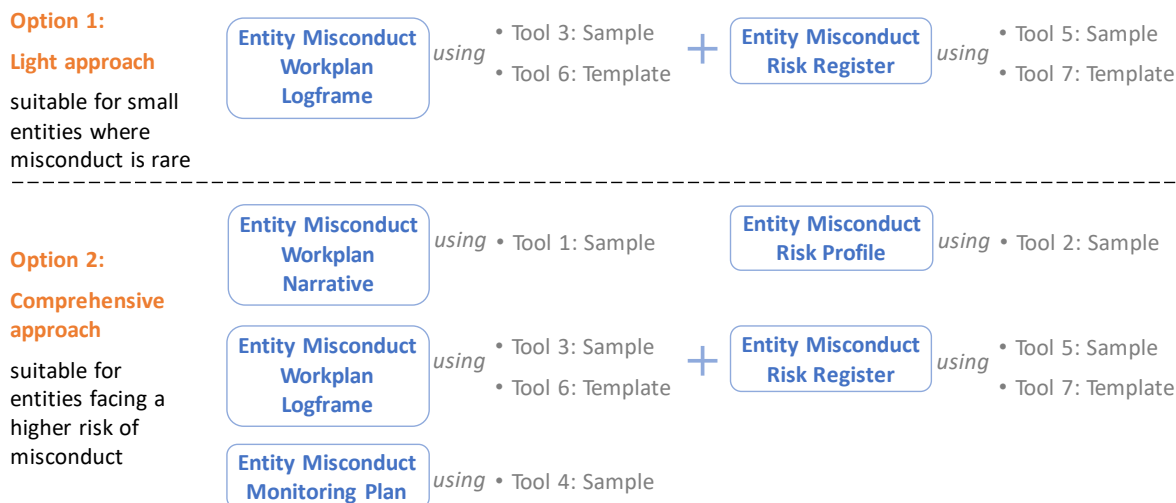 Option 1:
Light approach
suitable for small
entities where
misconduct is rare
Entity Misconduct
Workplan
Logframe
using
• Tool 3: Sample
• Tool 6: Template
+
Entity Misconduct
Risk Register
using
• Tool 5: Sample
• Tool 7: Template
Option 2:
Comprehensive
approach
suitable for
entities facing a
higher risk of
misconduct
Entity Misconduct
Workplan
Narrative
using
• Tool 1: Sample
Entity Misconduct
Risk Profile
using
• Tool 2: Sample
Entity Misconduct
Workplan
Logframe
using
• Tool 3: Sample
• Tool 6: Template
+
Entity Misconduct
Risk Register
using
• Tool 5: Sample
• Tool 7: Template
Entity Misconduct
Monitoring Plan
using
• Tool 4: Sample